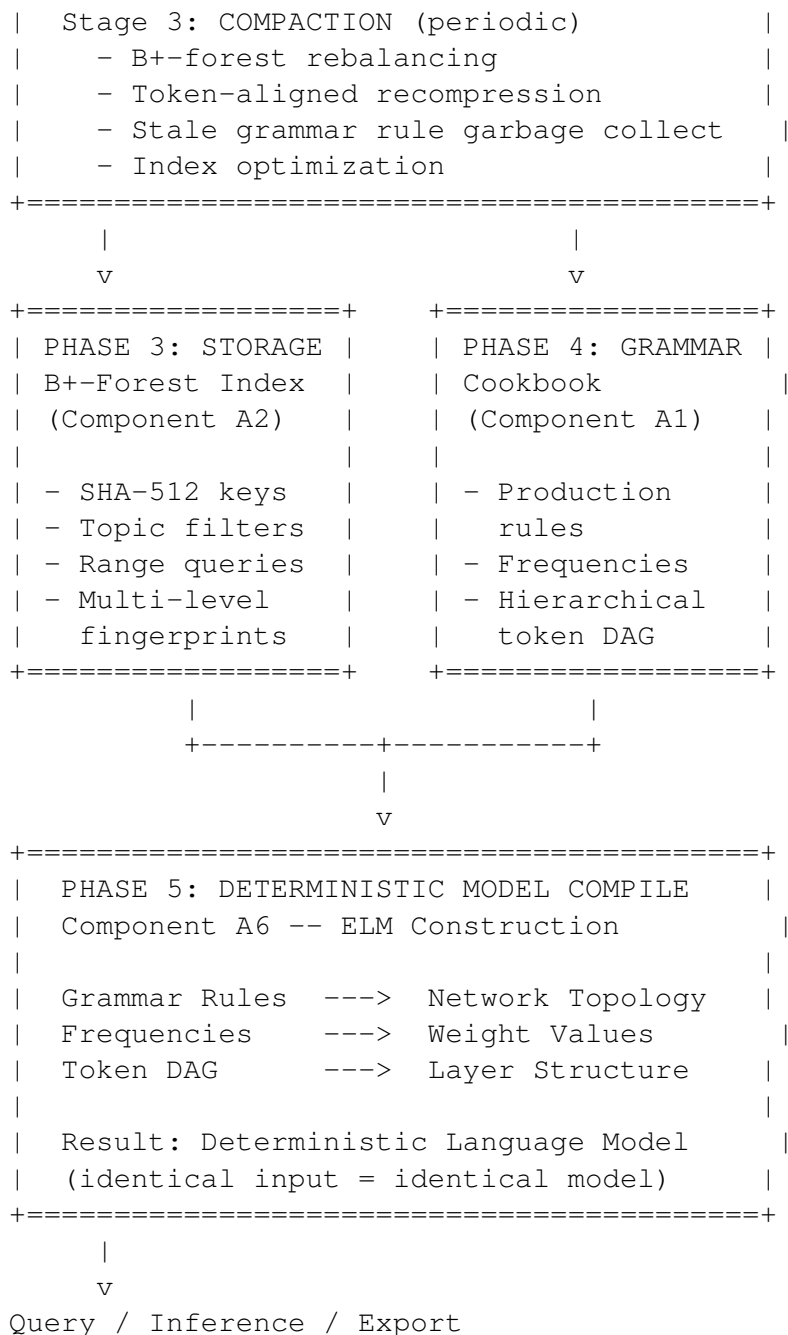 |  Stage 3: COMPACTION (periodic)          |
|    - B+-forest rebalancing               |
|    - Token-aligned recompression         |
|    - Stale grammar rule garbage collect   |
|    - Index optimization                  |
+==========================================+
     |                          |
     v                          v
+==================+    +==================+
| PHASE 3: STORAGE |    | PHASE 4: GRAMMAR |
| B+-Forest Index  |    | Cookbook          |
| (Component A2)   |    | (Component A1)   |
|                  |    |                  |
| - SHA-512 keys   |    | - Production     |
| - Topic filters  |    |   rules          |
| - Range queries  |    | - Frequencies    |
| - Multi-level    |    | - Hierarchical   |
|   fingerprints   |    |   token DAG      |
+==================+    +==================+
          |                      |
          +----------+-----------+
                     |
                     v
+==========================================+
|  PHASE 5: DETERMINISTIC MODEL COMPILE    |
|  Component A6 -- ELM Construction         |
|                                          |
|  Grammar Rules  --->  Network Topology   |
|  Frequencies    --->  Weight Values       |
|  Token DAG      --->  Layer Structure    |
|                                          |
|  Result: Deterministic Language Model     |
|  (identical input = identical model)     |
+==========================================+
     |
     v
Query / Inference / Export